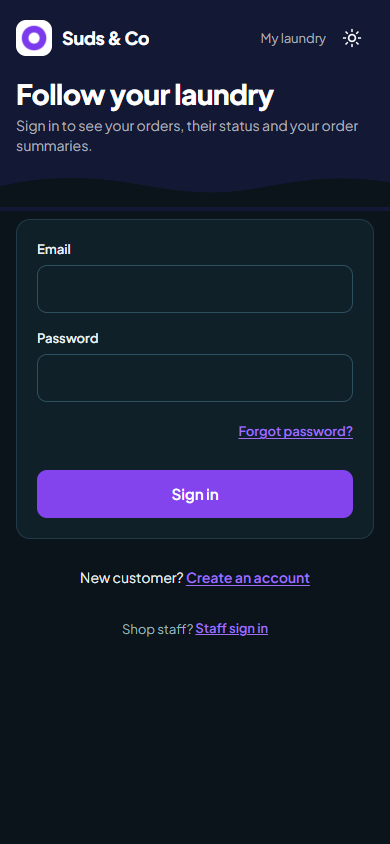 Suds & Co
My laundry
Follow your laundry
Sign in to see your orders, their status and your order
summaries.
Email
Password
Forgot password?
Sign in
New customer? Create an account
Shop staff? Staff sign in